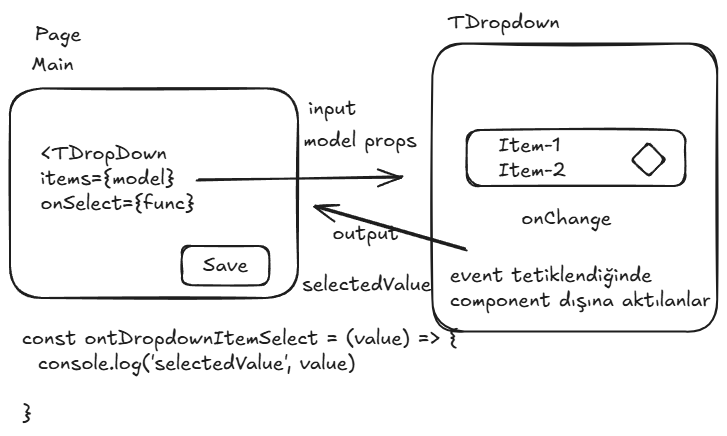 Page
Main
<TDropDown
items={model}
onSelect={func}
Save
input
model props
output
selectedValue
TDropdown
Item-1
Item-2
onChange
event tetiklendiğinde
component dışına aktılanlar
const ontDropdownItemSelect = (value) => {
console.log('selectedValue', value)
}